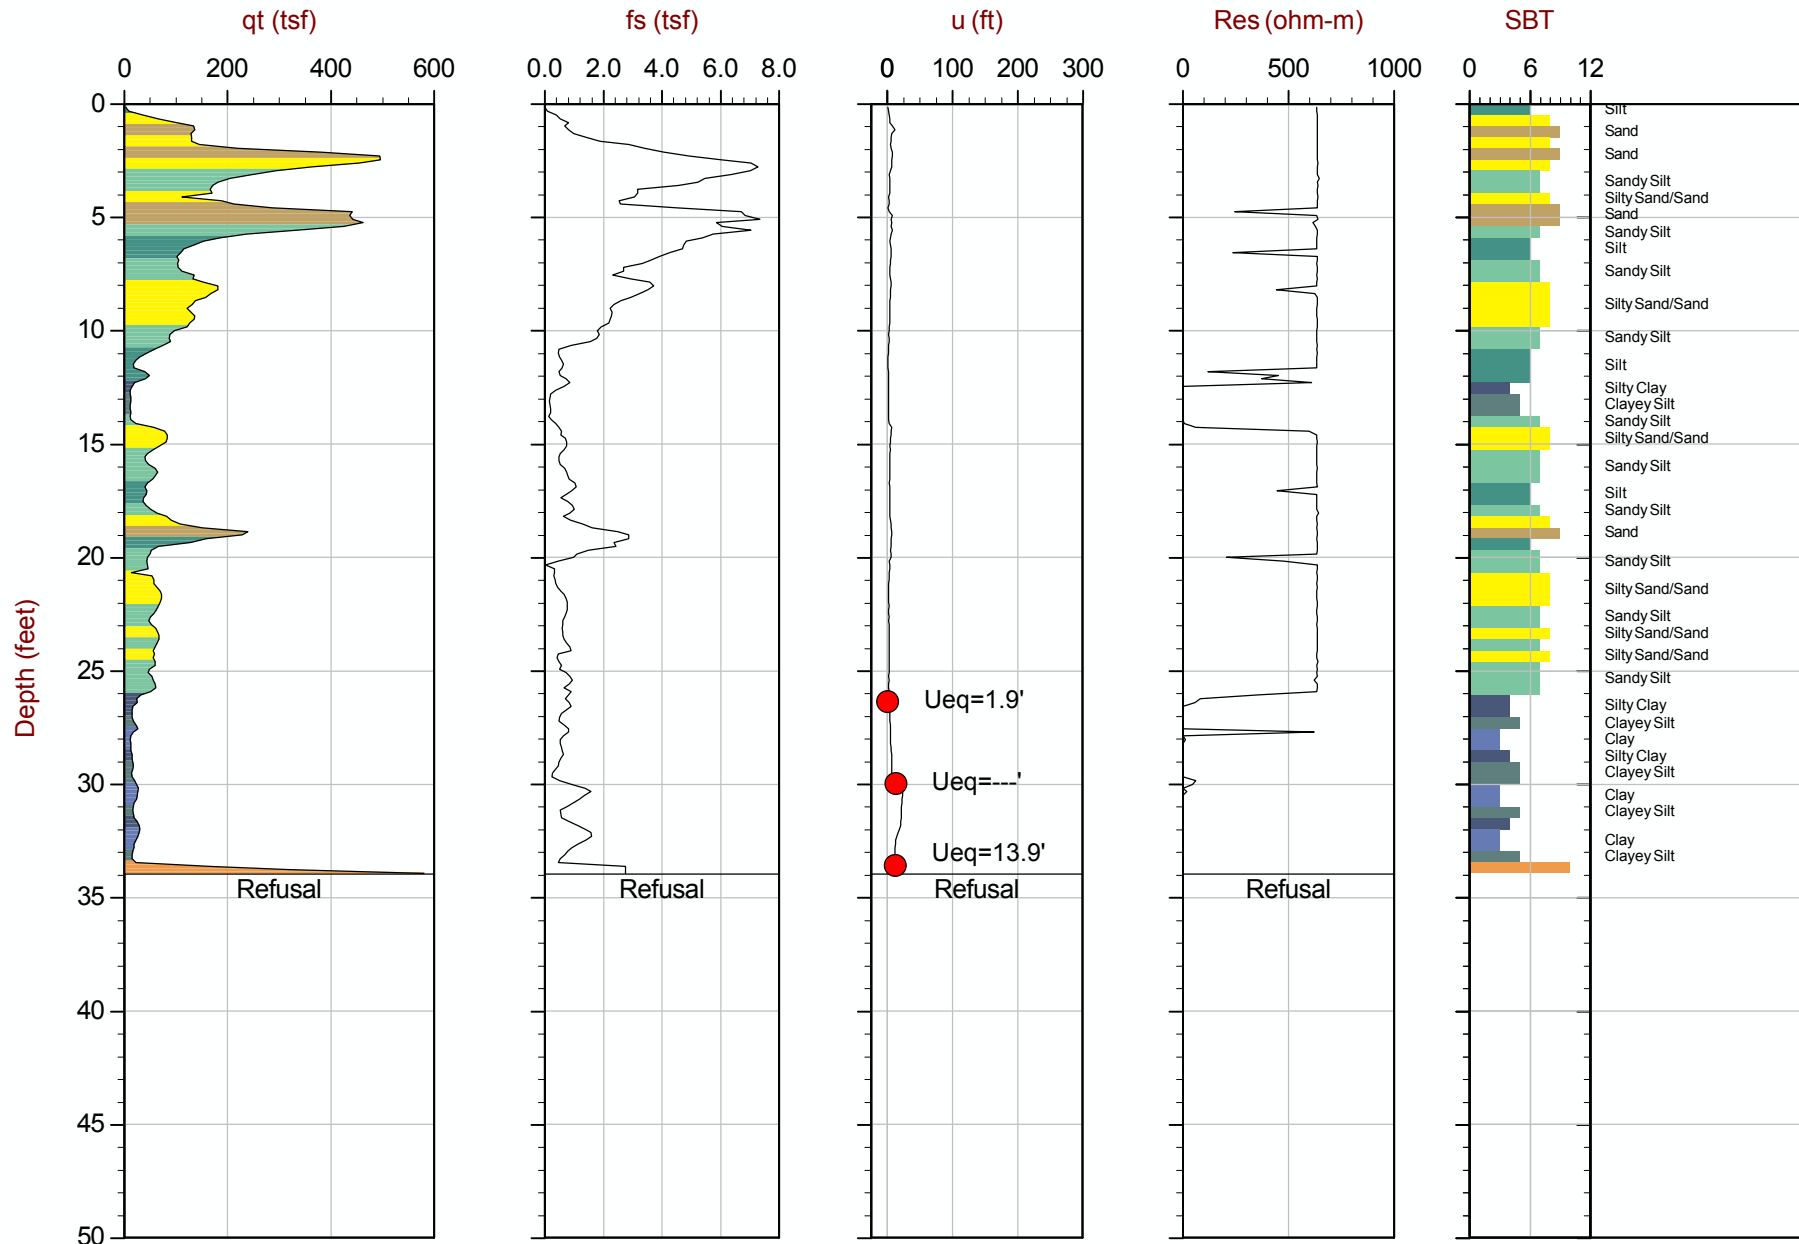 qt (tsf)
fs (tsf)
u (ft)
Res (ohm-m)
SBT
0 200 400 600
0.0 2.0 4.0 6.0 8.0
0 100 200 300
0 500 1000
0 6 12
Depth (feet)
0
5
10
15
20
25
30
35
40
45
50
Ueq=1.9'
Ueq=---'
Ueq=13.9'
Refusal
Refusal
Refusal
Refusal
Silt
Sand
Sand
Sandy Silt
Silty Sand/Sand
Sand
Sandy Silt
Silt
Sandy Silt
Silty Sand/Sand
Sandy Silt
Silt
Silty Clay
Clayey Silt
Sandy Silt
Silty Sand/Sand
Sandy Silt
Silt
Sandy Silt
Sand
Sandy Silt
Silty Sand/Sand
Sandy Silt
Silty Sand/Sand
Silty Sand/Sand
Sandy Silt
Silty Clay
Clayey Silt
Clay
Silty Clay
Clayey Silt
Clay
Clayey Silt
Clay
Clayey Silt